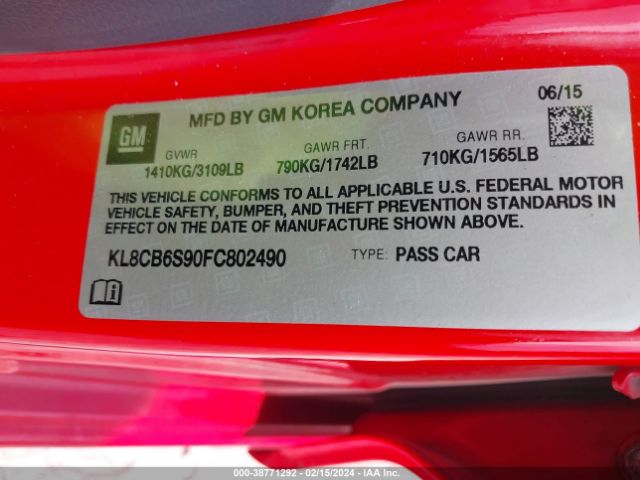 MFD BY GM KOREA COMPANY
06/15
GM
GVWR
GAWR FRT.
GAWR RR.
1410KG/3109LB
790KG/1742LB
710KG/1565LB
THIS VEHICLE CONFORMS TO ALL APPLICABLE U.S. FEDERAL MOTOR
VEHICLE SAFETY, BUMPER, AND THEFT PREVENTION STANDARDS IN
EFFECT ON THE DATE OF MANUFACTURE SHOWN ABOVE.
KL8CB6S90FC802490
TYPE: PASS CAR
000-38771292 - 02/15/2024 - IAA Inc.